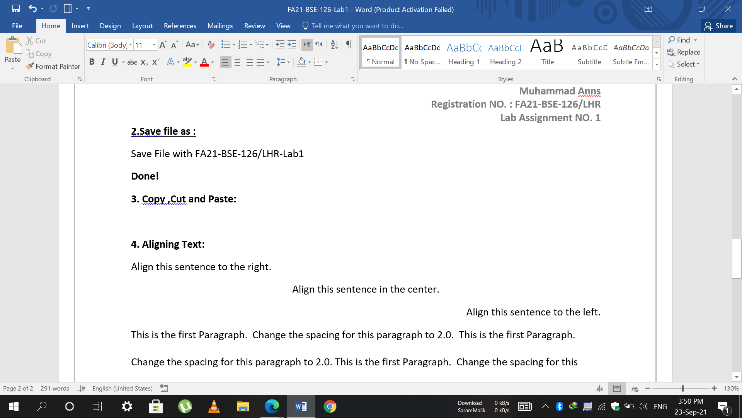 FA21-BSE-126-Lab1 - Word (Product Activation Failed)
File Home Insert Design Layout References Mailings Review View Tell me what you want to do... Share
Paste Cut Copy Format Painter
Calibri (Body) 11
AaBbCcDc AaBbCcDc AaBbCc AaBbCcI AaB AaBbCcC AaBbCcDc
¶ Normal ¶ No Spac... Heading 1 Heading 2 Title Subtitle Subtle Em...
Find
Replace
Select
Clipboard Font Paragraph Styles Editing
Muhammad Anns
Registration NO. : FA21-BSE-126/LHR
Lab Assignment NO. 1
2.Save file as :
Save File with FA21-BSE-126/LHR-Lab1
Done!
3. Copy ,Cut and Paste:
4. Aligning Text:
Align this sentence to the right.
Align this sentence in the center.
Align this sentence to the left.
This is the first Paragraph.  Change the spacing for this paragraph to 2.0.  This is the first Paragraph.
Change the spacing for this paragraph to 2.0. This is the first Paragraph.  Change the spacing for this
Page 2 of 2 291 words English (United States) 130%
Download 0 kB/s
0 kB/s
ENG 3:50 PM
23-Sep-21